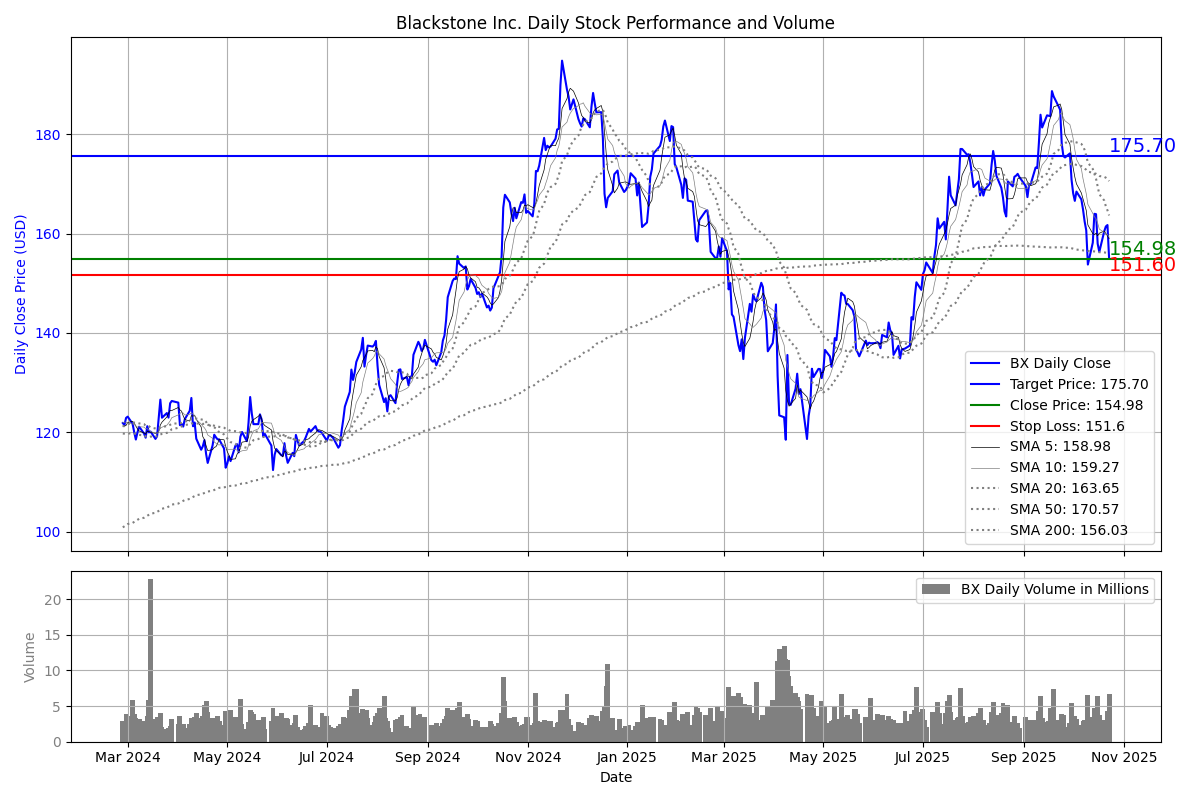 Blackstone Inc. Daily Stock Performance and Volume
Daily Close Price (USD)
180
160
140
120
100
175.70
154.98
151.60
BX Daily Close
Target Price: 175.70
Close Price: 154.98
Stop Loss: 151.6
SMA 5: 158.98
SMA 10: 159.27
SMA 20: 163.65
SMA 50: 170.57
SMA 200: 156.03
Volume
20
15
10
5
0
BX Daily Volume in Millions
Mar 2024 May 2024 Jul 2024 Sep 2024 Nov 2024 Jan 2025 Mar 2025 May 2025 Jul 2025 Sep 2025 Nov 2025
Date